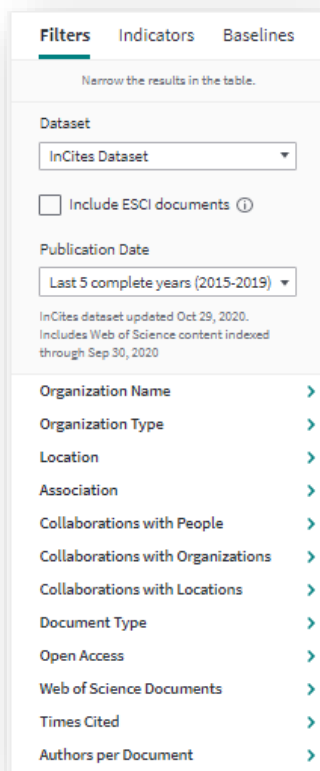 Filters Indicators Baselines
Narrow the results in the table.
Dataset
InCites Dataset
Include ESCI documents
Publication Date
Last 5 complete years (2015-2019)
InCites dataset updated Oct 29, 2020.
Includes Web of Science content indexed
through Sep 30, 2020
Organization Name
Organization Type
Location
Association
Collaborations with People
Collaborations with Organizations
Collaborations with Locations
Document Type
Open Access
Web of Science Documents
Times Cited
Authors per Document